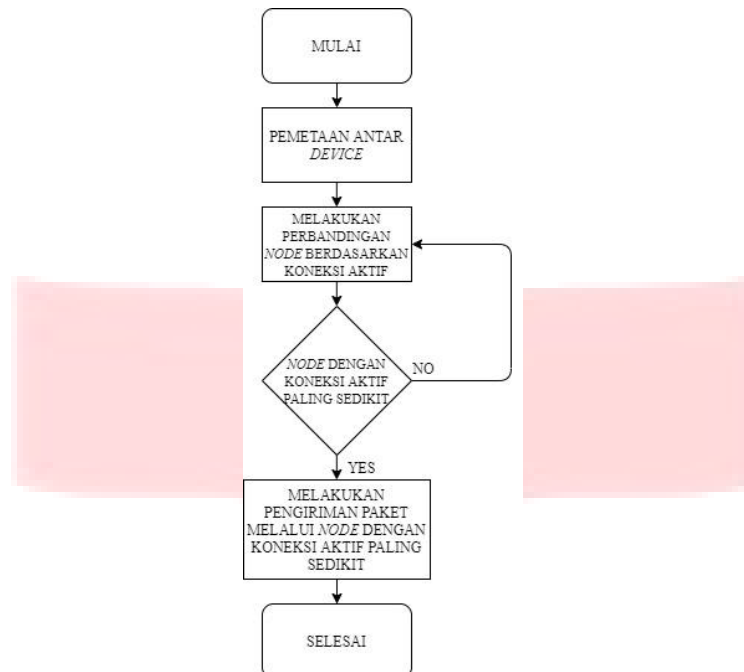 MULAI
PEMETAAN ANTAR
DEVICE
MELAKUKAN
PERBANDINGAN
NODE BERDASARKAN
KONEKSI AKTIF
NODE DENGAN
KONEKSI AKTIF
PALING SEDIKIT
NO
YES
MELAKUKAN
PENGIRIMAN PAKET
MELALUI NODE DENGAN
KONEKSI AKTIF PALING
SEDIKIT
SELESAI